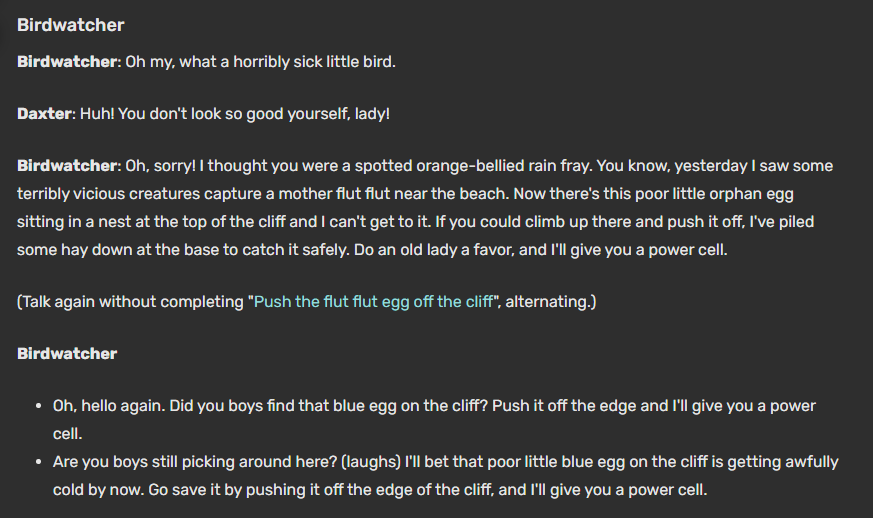 Birdwatcher
Birdwatcher: Oh my, what a horribly sick little bird.
Daxter: Huh! You don't look so good yourself, lady!
Birdwatcher: Oh, sorry! I thought you were a spotted orange-bellied rain fray. You know, yesterday I saw some
terribly vicious creatures capture a mother flut flut near the beach. Now there's this poor little orphan egg
sitting in a nest at the top of the cliff and I can't get to it. If you could climb up there and push it off, I've piled
some hay down at the base to catch it safely. Do an old lady a favor, and I'll give you a power cell.
(Talk again without completing "Push the flut flut egg off the cliff", alternating.)
Birdwatcher
• Oh, hello again. Did you boys find that blue egg on the cliff? Push it off the edge and I'll give you a power
cell.
• Are you boys still picking around here? (laughs) I'll bet that poor little blue egg on the cliff is getting awfully
cold by now. Go save it by pushing it off the edge of the cliff, and I'll give you a power cell.